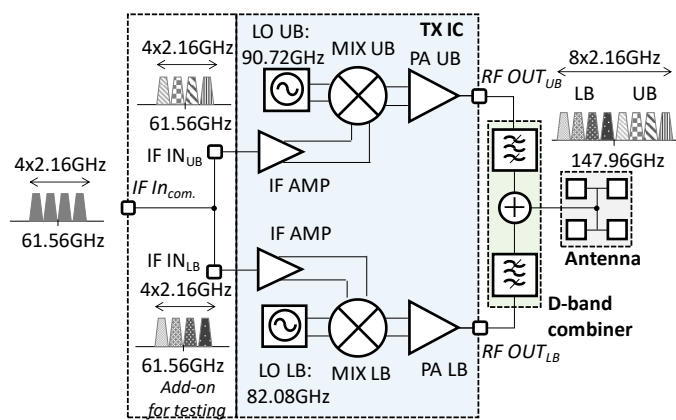 LO UB:
90.72GHz
MIX UB
TX IC
PA UB
RF OUT_UB
4x2.16GHz
61.56GHz
8x2.16GHz
LB UB
147.96GHz
IF IN_UB
IF AMP
4x2.16GHz
61.56GHz
IF In_com.
IF AMP
IF IN_LB
4x2.16GHz
61.56GHz
Add-on
for testing
LO LB:
82.08GHz
MIX LB
PA LB
RF OUT_LB
D-band
combiner
Antenna